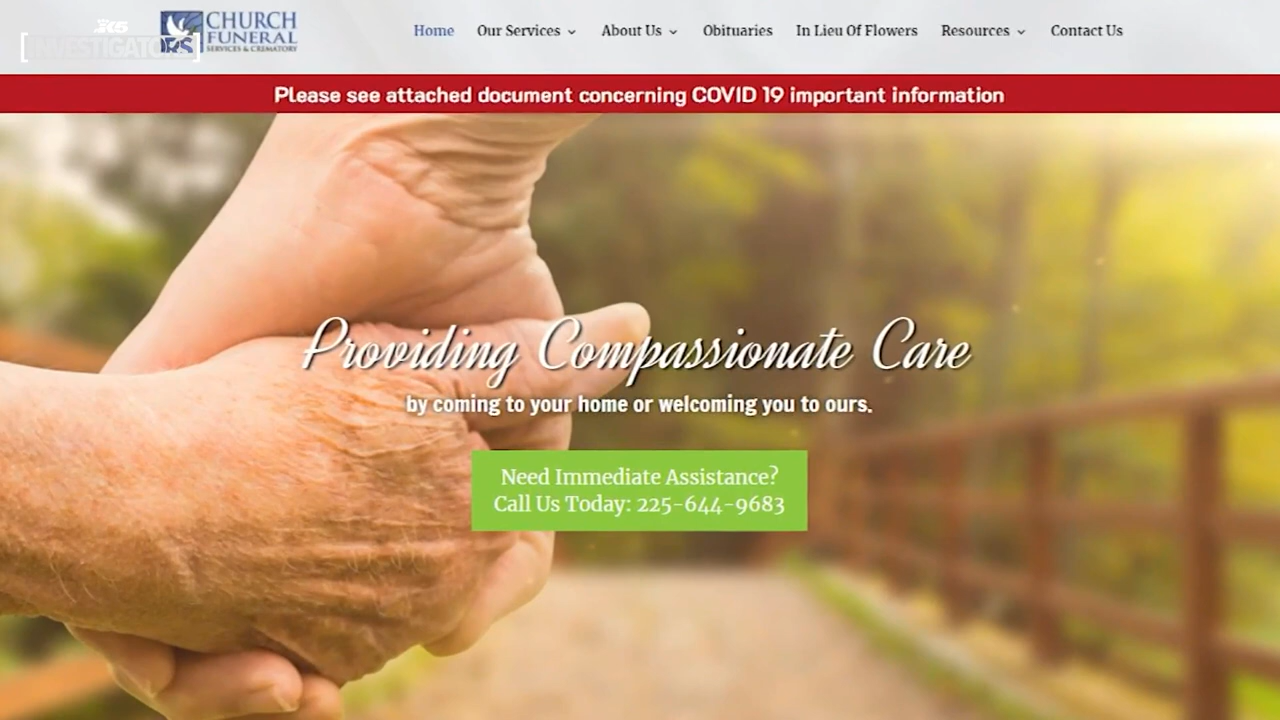 K5
[INVESTIGATORS]
CHURCH
FUNERAL
SERVICES & CREMATORY
Home Our Services About Us Obituaries In Lieu Of Flowers Resources Contact Us
Please see attached document concerning COVID 19 important information
Providing Compassionate Care
by coming to your home or welcoming you to ours.
Need Immediate Assistance?
Call Us Today: 225-644-9683